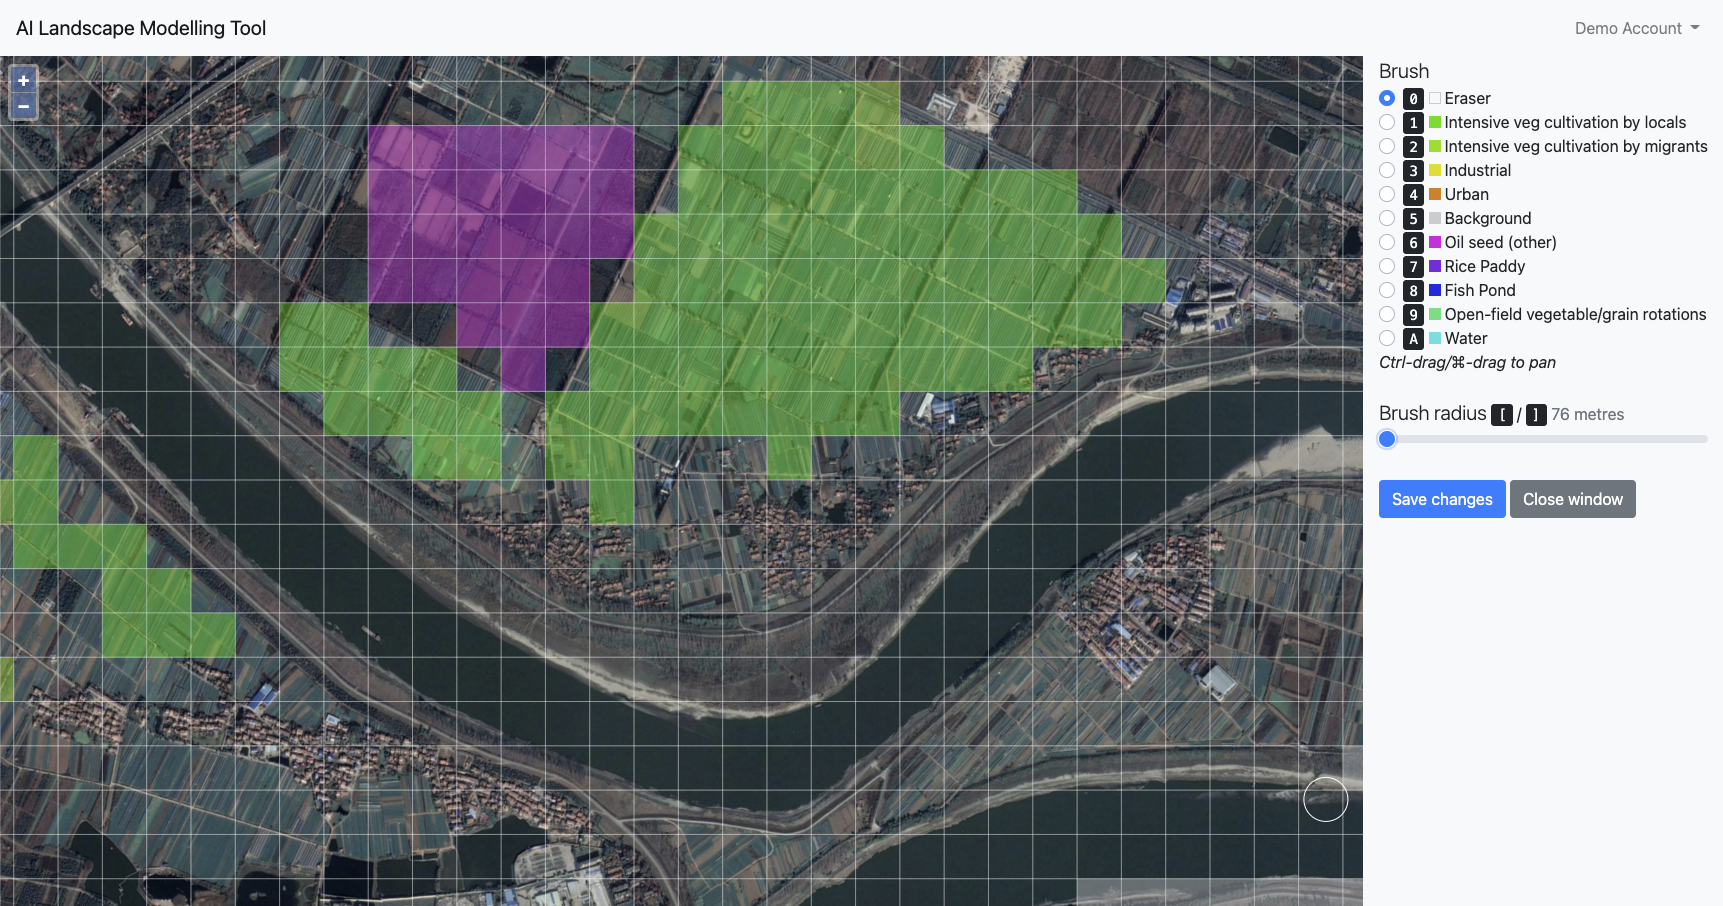 AI Landscape Modelling Tool
Demo Account
+
−
Brush
0 Eraser
1 Intensive veg cultivation by locals
2 Intensive veg cultivation by migrants
3 Industrial
4 Urban
5 Background
6 Oil seed (other)
7 Rice Paddy
8 Fish Pond
9 Open-field vegetable/grain rotations
A Water
Ctrl-drag/⌘-drag to pan
Brush radius [ / ] 76 metres
Save changes Close window